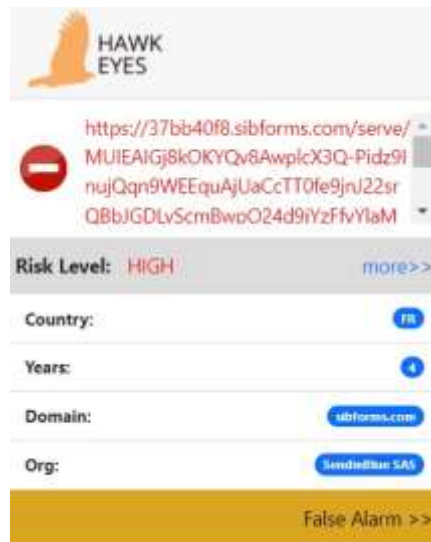 HAWK
EYES
https://37bb40f8.sibforms.com/serve/
MUIEAIGj8kOKYQv8AwplcX3Q-Pidz9I
nujQqn9WEEquAjUaCcTT0fe9jnJ22sr
QBbJGDLvScmBwoO24d9iYzFfvYlaM
Risk Level: HIGH more>>
Country: FR
Years: 4
Domain: sibforms.com
Org: SendinBlue SAS
False Alarm >>